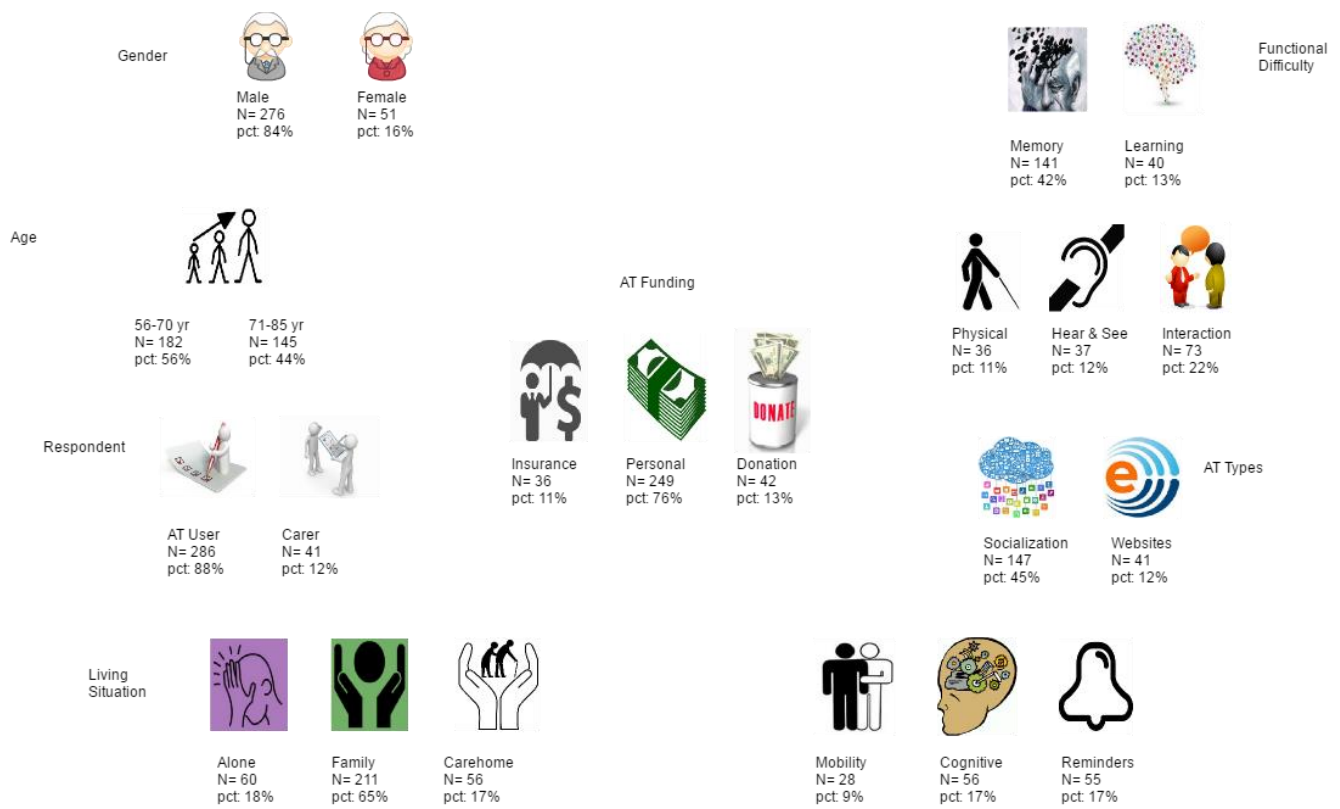 Gender
Male
N= 276
pct: 84%
Female
N= 51
pct: 16%
Functional
Difficulty
Memory
N= 141
pct: 42%
Learning
N= 40
pct: 13%
Physical
N= 36
pct: 11%
Hear & See
N= 37
pct: 12%
Interaction
N= 73
pct: 22%
Age
56-70 yr
N= 182
pct: 56%
71-85 yr
N= 145
pct: 44%
AT Funding
DONATE
Insurance
N= 36
pct: 11%
Personal
N= 249
pct: 76%
Donation
N= 42
pct: 13%
Respondent
AT User
N= 286
pct: 88%
Carer
N= 41
pct: 12%
AT Types
e
Socialization
N= 147
pct: 45%
Websites
N= 41
pct: 12%
Mobility
N= 28
pct: 9%
Cognitive
N= 56
pct: 17%
Reminders
N= 55
pct: 17%
Living
Situation
Alone
N= 60
pct: 18%
Family
N= 211
pct: 65%
Carehome
N= 56
pct: 17%